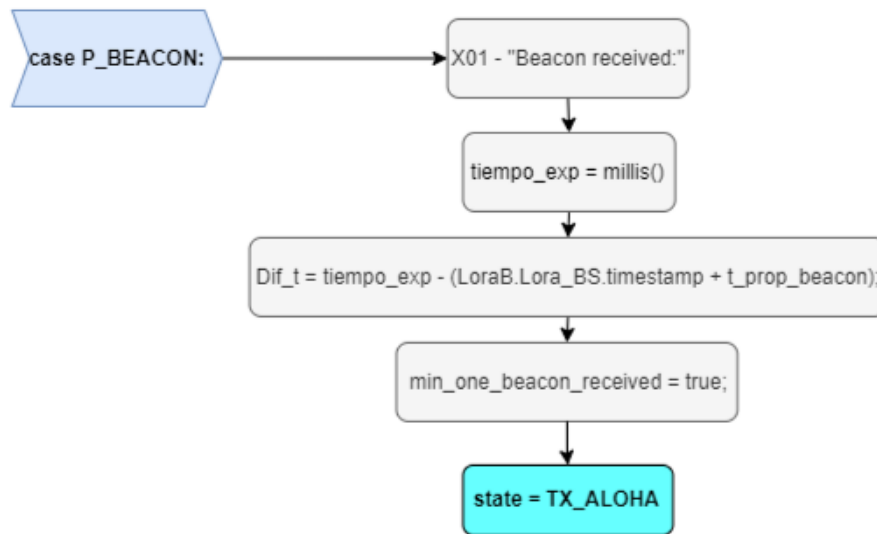 case P_BEACON:
X01 - "Beacon received:"
tiempo_exp = millis()
Dif_t = tiempo_exp - (LoraB.Lora_BS.timestamp + t_prop_beacon);
min_one_beacon_received = true;
state = TX_ALOHA